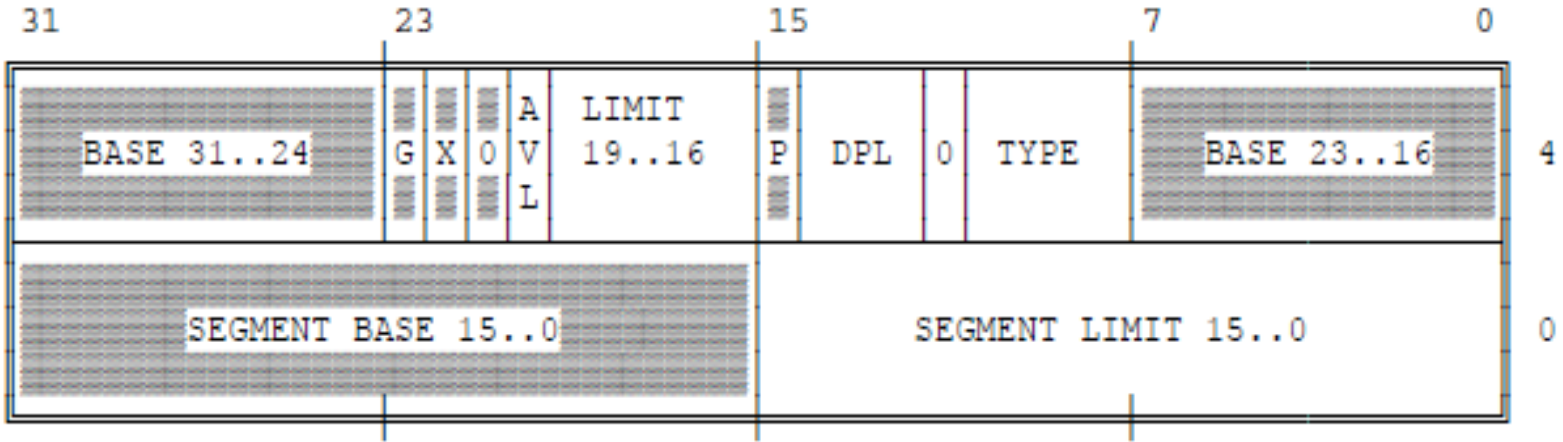 31 23 15 7 0
A LIMIT
BASE 31..24 G X 0 V 19..16 P DPL 0 TYPE BASE 23..16 4
L
SEGMENT BASE 15..0 SEGMENT LIMIT 15..0 0